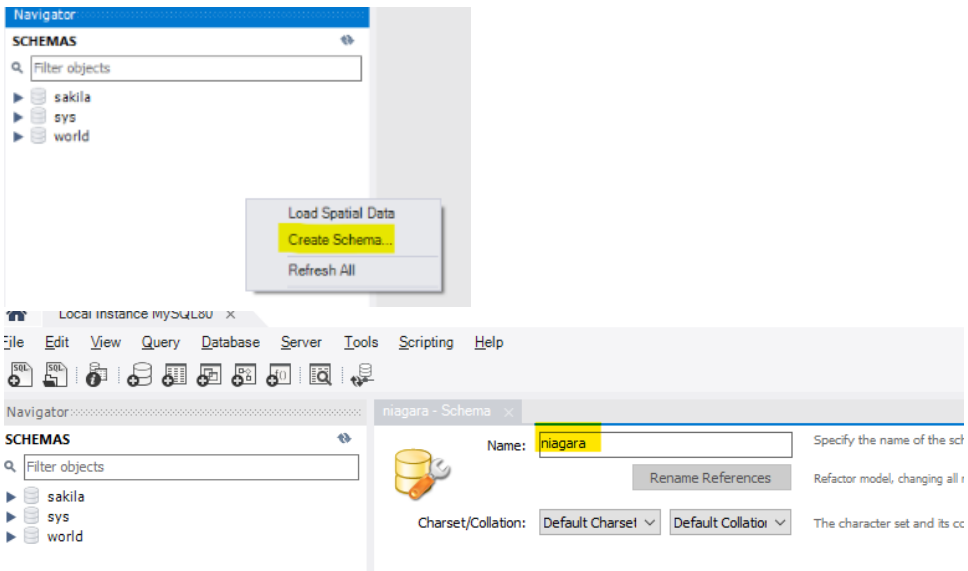 Navigator
SCHEMAS
Filter objects
sakila
sys
world
Load Spatial Data
Create Schema...
Refresh All
Local instance MySQL80 ×
File Edit View Query Database Server Tools Scripting Help
Navigator
SCHEMAS
Filter objects
sakila
sys
world
niagara - Schema ×
Name: niagara Specify the name of the sch
Rename References Refactor model, changing all
Charset/Collation: Default Charset Default Collation The character set and its co